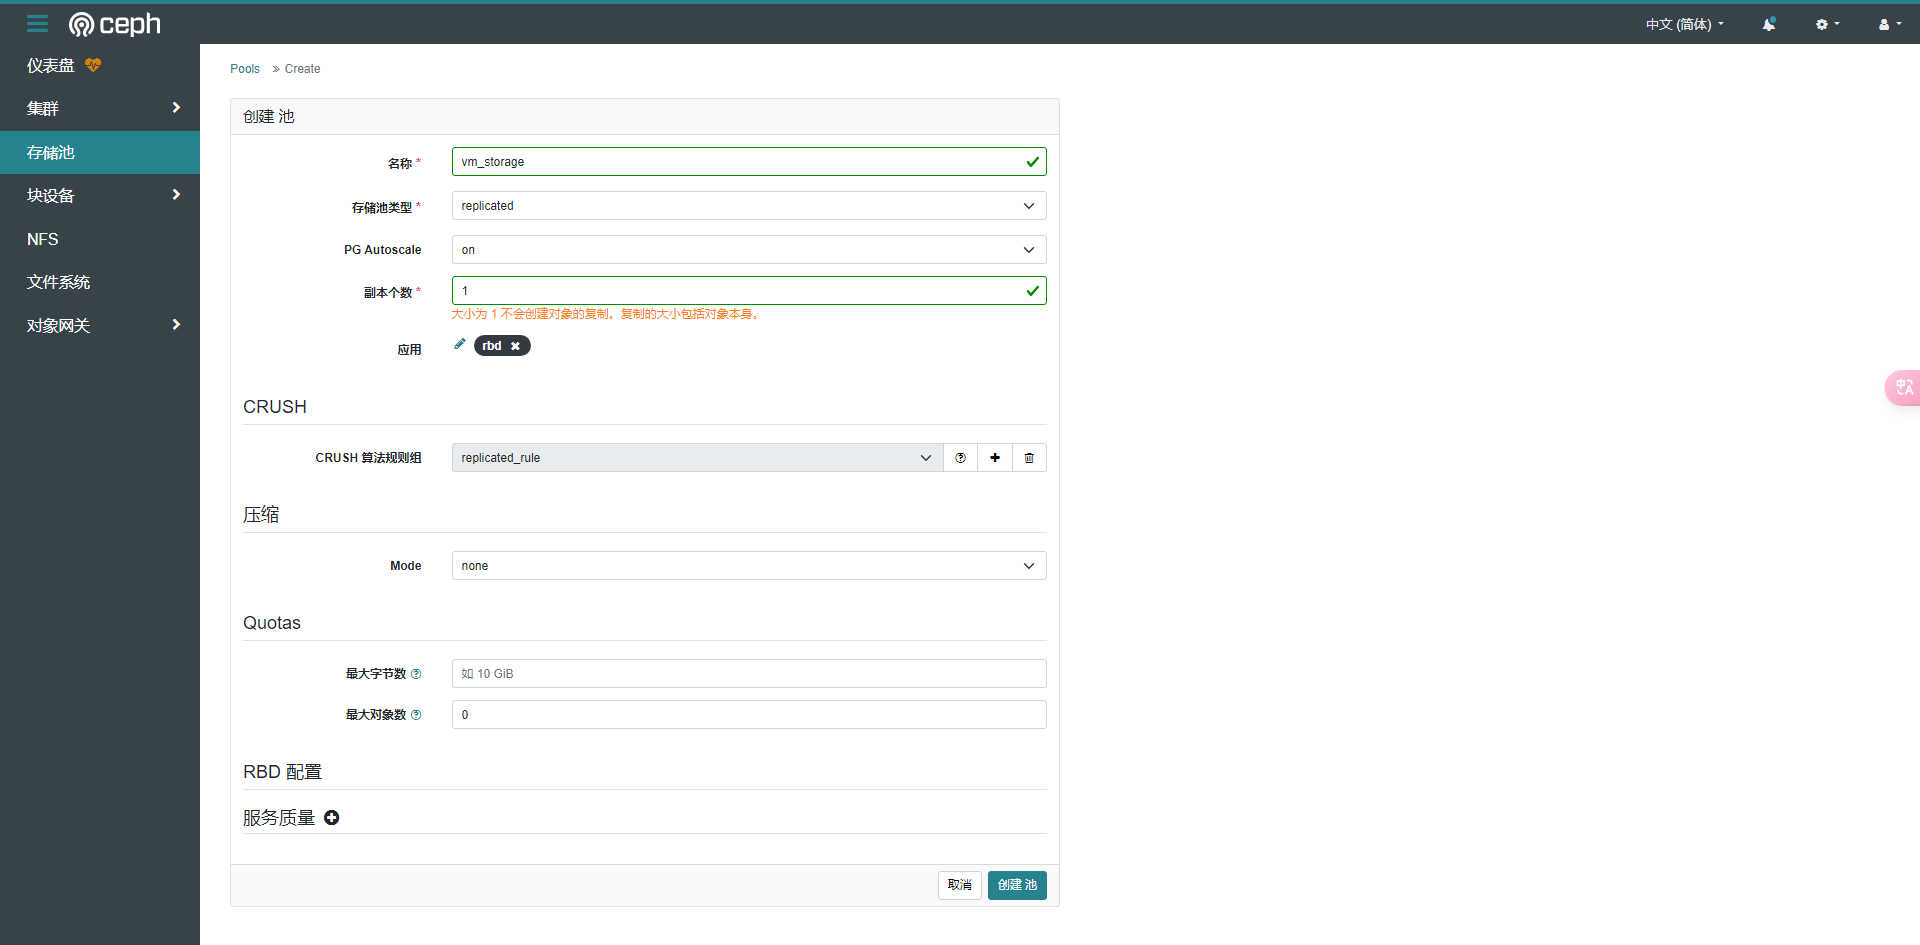 ceph
中文 (简体)
仪表盘
集群
存储池
块设备
NFS
文件系统
对象网关
Pools » Create
创建 池
名称 *
vm_storage
存储池类型 *
replicated
PG Autoscale
on
副本个数 *
1
大小为 1 不会创建对象的复制。复制的大小包括对象本身。
应用
rbd
CRUSH
CRUSH 算法规则组
replicated_rule
压缩
Mode
none
Quotas
最大字节数
如 10 GiB
最大对象数
0
RBD 配置
服务质量
取消
创建 池
中A